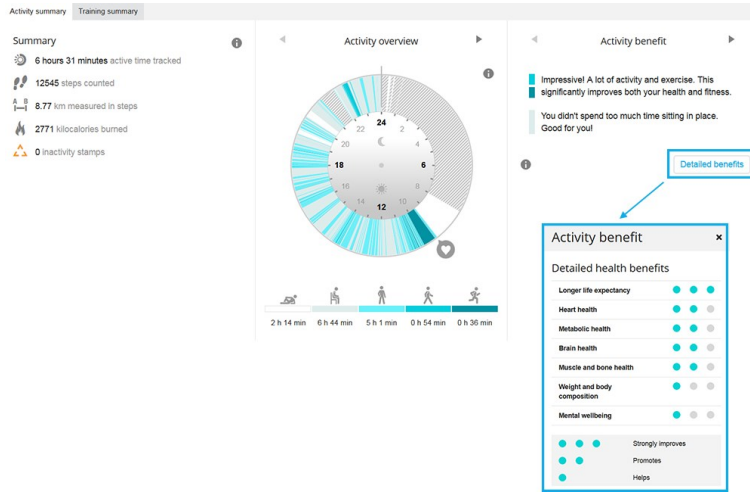 Activity summary
Training summary
Summary
6 hours 31 minutes active time tracked
12545 steps counted
A B
8.77 km measured in steps
2771 kilocalories burned
0 inactivity stamps
Activity overview
24
22 2
20 4
18 6
16 8
14 10
12
2 h 14 min 6 h 44 min 5 h 1 min 0 h 54 min 0 h 36 min
Activity benefit
Impressive! A lot of activity and exercise. This
significantly improves both your health and fitness.
You didn't spend too much time sitting in place.
Good for you!
Detailed benefits
Activity benefit ×
Detailed health benefits
Longer life expectancy
Heart health
Metabolic health
Brain health
Muscle and bone health
Weight and body
composition
Mental wellbeing
Strongly improves
Promotes
Helps